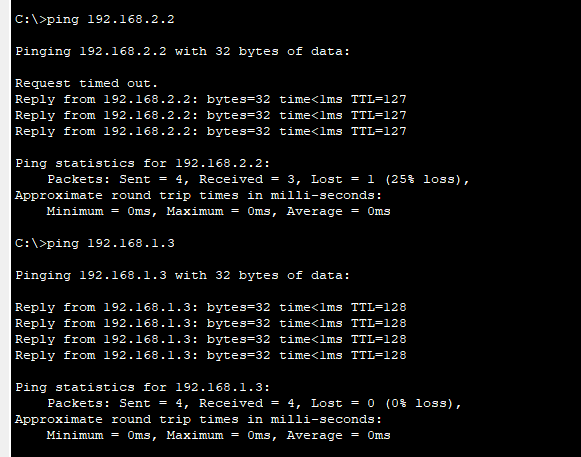 C:\>ping 192.168.2.2
Pinging 192.168.2.2 with 32 bytes of data:
Request timed out.
Reply from 192.168.2.2: bytes=32 time<1ms TTL=127
Reply from 192.168.2.2: bytes=32 time<1ms TTL=127
Reply from 192.168.2.2: bytes=32 time<1ms TTL=127
Ping statistics for 192.168.2.2:
    Packets: Sent = 4, Received = 3, Lost = 1 (25% loss),
Approximate round trip times in milli-seconds:
    Minimum = 0ms, Maximum = 0ms, Average = 0ms
C:\>ping 192.168.1.3
Pinging 192.168.1.3 with 32 bytes of data:
Reply from 192.168.1.3: bytes=32 time<1ms TTL=128
Reply from 192.168.1.3: bytes=32 time<1ms TTL=128
Reply from 192.168.1.3: bytes=32 time<1ms TTL=128
Reply from 192.168.1.3: bytes=32 time<1ms TTL=128
Ping statistics for 192.168.1.3:
    Packets: Sent = 4, Received = 4, Lost = 0 (0% loss),
Approximate round trip times in milli-seconds:
    Minimum = 0ms, Maximum = 0ms, Average = 0ms